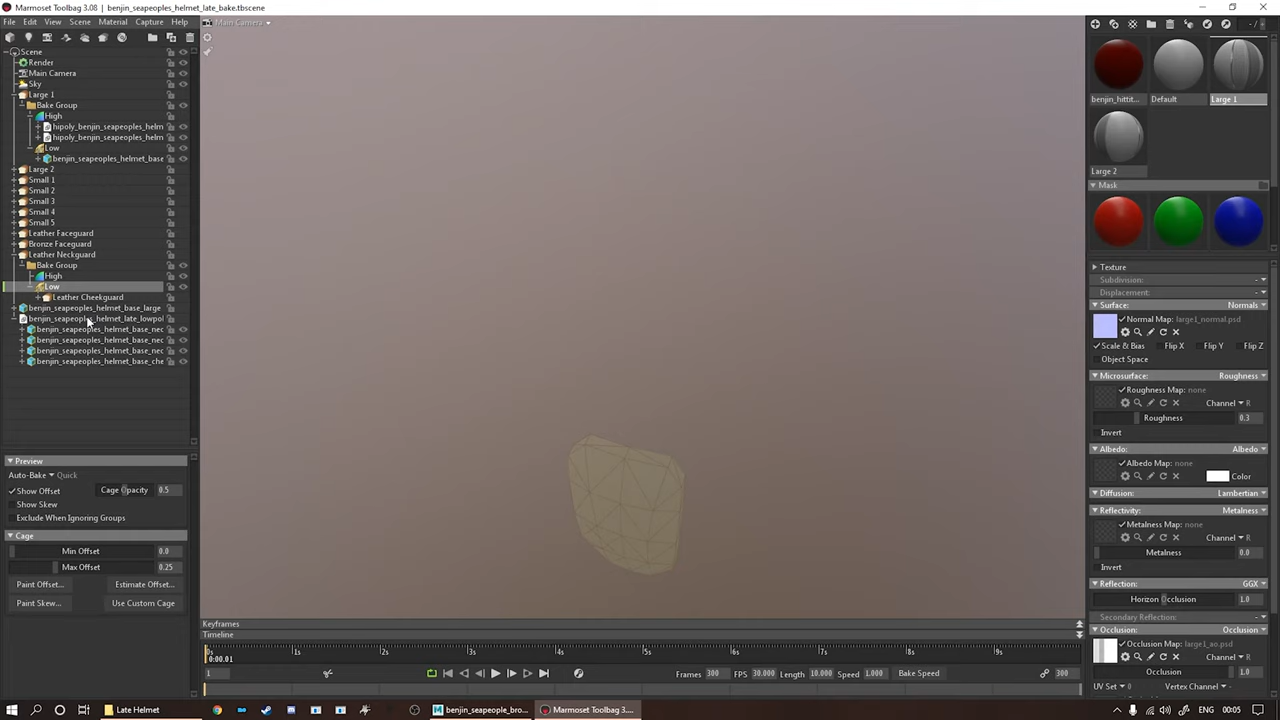 Marmoset Toolbag 3.08 | benjin_seapeoples_helmet_late_bake.tbscene
File Edit View Scene Material Capture Help
Main Camera
Scene
Render
Main Camera
Sky
Large 1
Bake Group
High
hipoly_benjin_seapeoples_helm
hipoly_benjin_seapeoples_helm
Low
benjin_seapeoples_helmet_base
Large 2
Small 1
Small 2
Small 3
Small 4
Small 5
Leather Faceguard
Bronze Faceguard
Leather Neckguard
Bake Group
High
Low
Leather Cheekguard
benjin_seapeoples_helmet_base_large
benjin_seapeoples_helmet_late_lowpol
benjin_seapeoples_helmet_base_nec
benjin_seapeoples_helmet_base_nec
benjin_seapeoples_helmet_base_nec
benjin_seapeoples_helmet_base_che
Preview
Auto-Bake Quick
Show Offset Cage Opacity 0.5
Show Skew
Exclude When Ignoring Groups
Cage
Min Offset 0.0
Max Offset 0.25
Paint Offset... Estimate Offset...
Paint Skew... Use Custom Cage
Keyframes
Timeline
0s 1s 2s 3s 4s 5s 6s 7s 8s 9s
0:00.01
1 Frames 300 FPS 30.000 Length 10.000 Speed 1.000 Bake Speed 300
- /
benjin_hittit... Default Large 1
Large 2
Mask
Texture
Subdivision: -
Displacement: -
Surface: Normals
Normal Map: large1_normal.psd
Scale & Bias Flip X Flip Y Flip Z
Object Space
Microsurface: Roughness
Roughness Map: none
Channel R
Roughness 0.3
Invert
Albedo: Albedo
Albedo Map: none
Color
Diffusion: Lambertian
Reflectivity: Metalness
Metalness Map: none
Channel R
Metalness 0.0
Invert
Reflection: GGX
Horizon Occlusion 1.0
Secondary Reflection: -
Occlusion: Occlusion
Occlusion Map: large1_ao.psd
Channel R
Occlusion 1.0
UV Set 0 Vertex Channel -
Late Helmet
benjin_seapeople_bro...
Marmoset Toolbag 3....
ENG 00:05